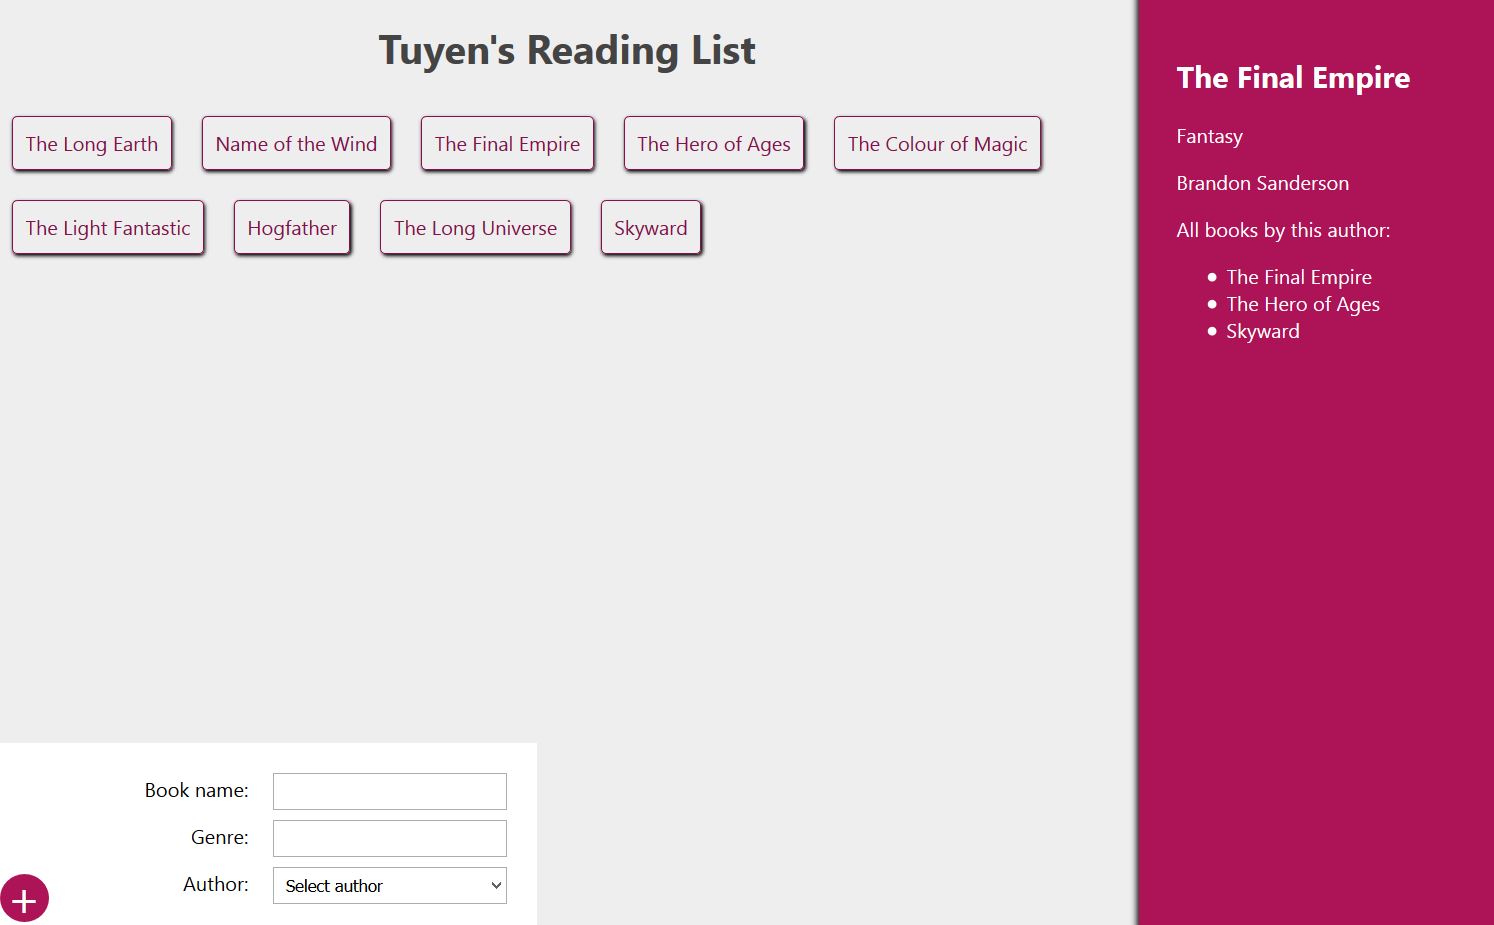 Tuyen's Reading List
The Long Earth
Name of the Wind
The Final Empire
The Hero of Ages
The Colour of Magic
The Light Fantastic
Hogfather
The Long Universe
Skyward
Book name:
Genre:
Author:
Select author
+
The Final Empire
Fantasy
Brandon Sanderson
All books by this author:
• The Final Empire
• The Hero of Ages
• Skyward